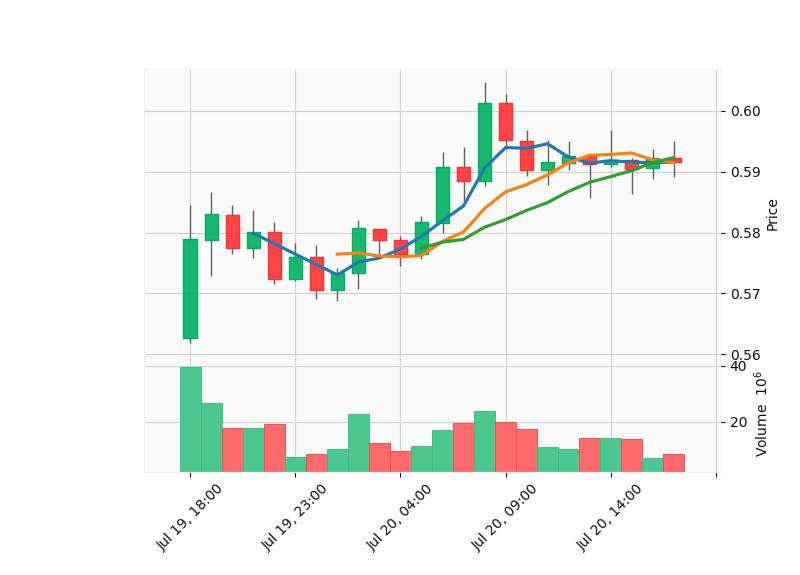 0.60
0.59
0.58
0.57
0.56
Price
40
20
Volume 10^6
Jul 19, 18:00
Jul 19, 23:00
Jul 20, 04:00
Jul 20, 09:00
Jul 20, 14:00